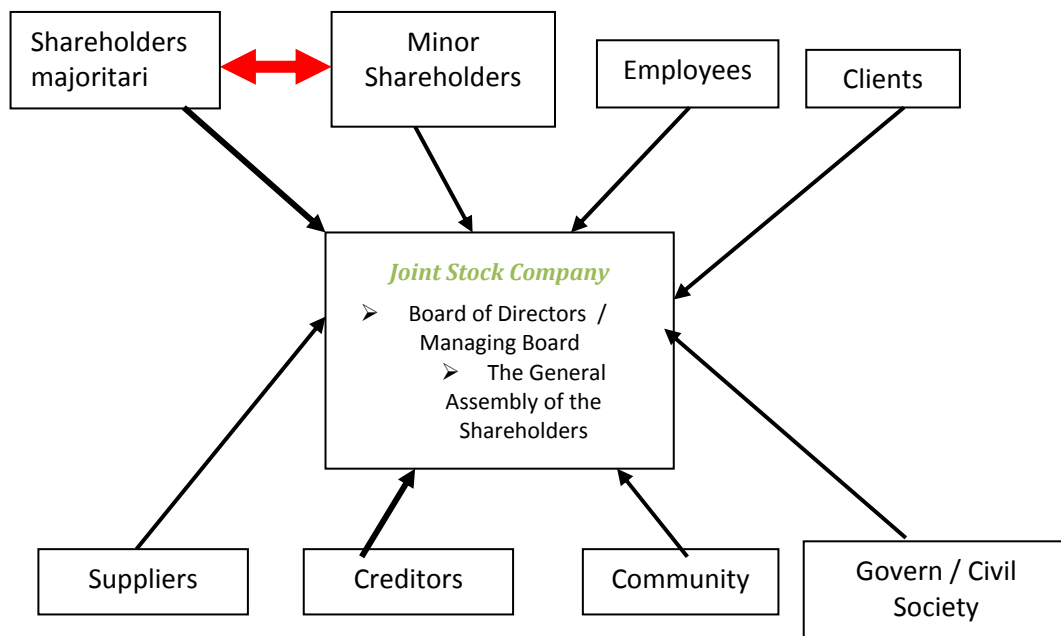 Shareholders
majoritari
Minor
Shareholders
Employees
Clients
Joint Stock Company
➢ Board of Directors /
Managing Board
➢ The General
Assembly of the
Shareholders
Suppliers
Creditors
Community
Govern / Civil
Society